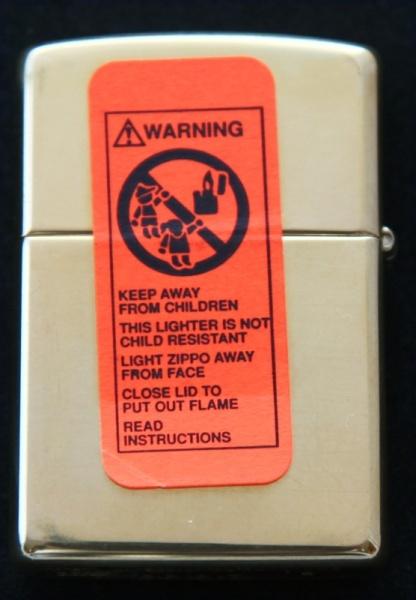 WARNING
KEEP AWAY
FROM CHILDREN
THIS LIGHTER IS NOT
CHILD RESISTANT
LIGHT ZIPPO AWAY
FROM FACE
CLOSE LID TO
PUT OUT FLAME
READ
INSTRUCTIONS